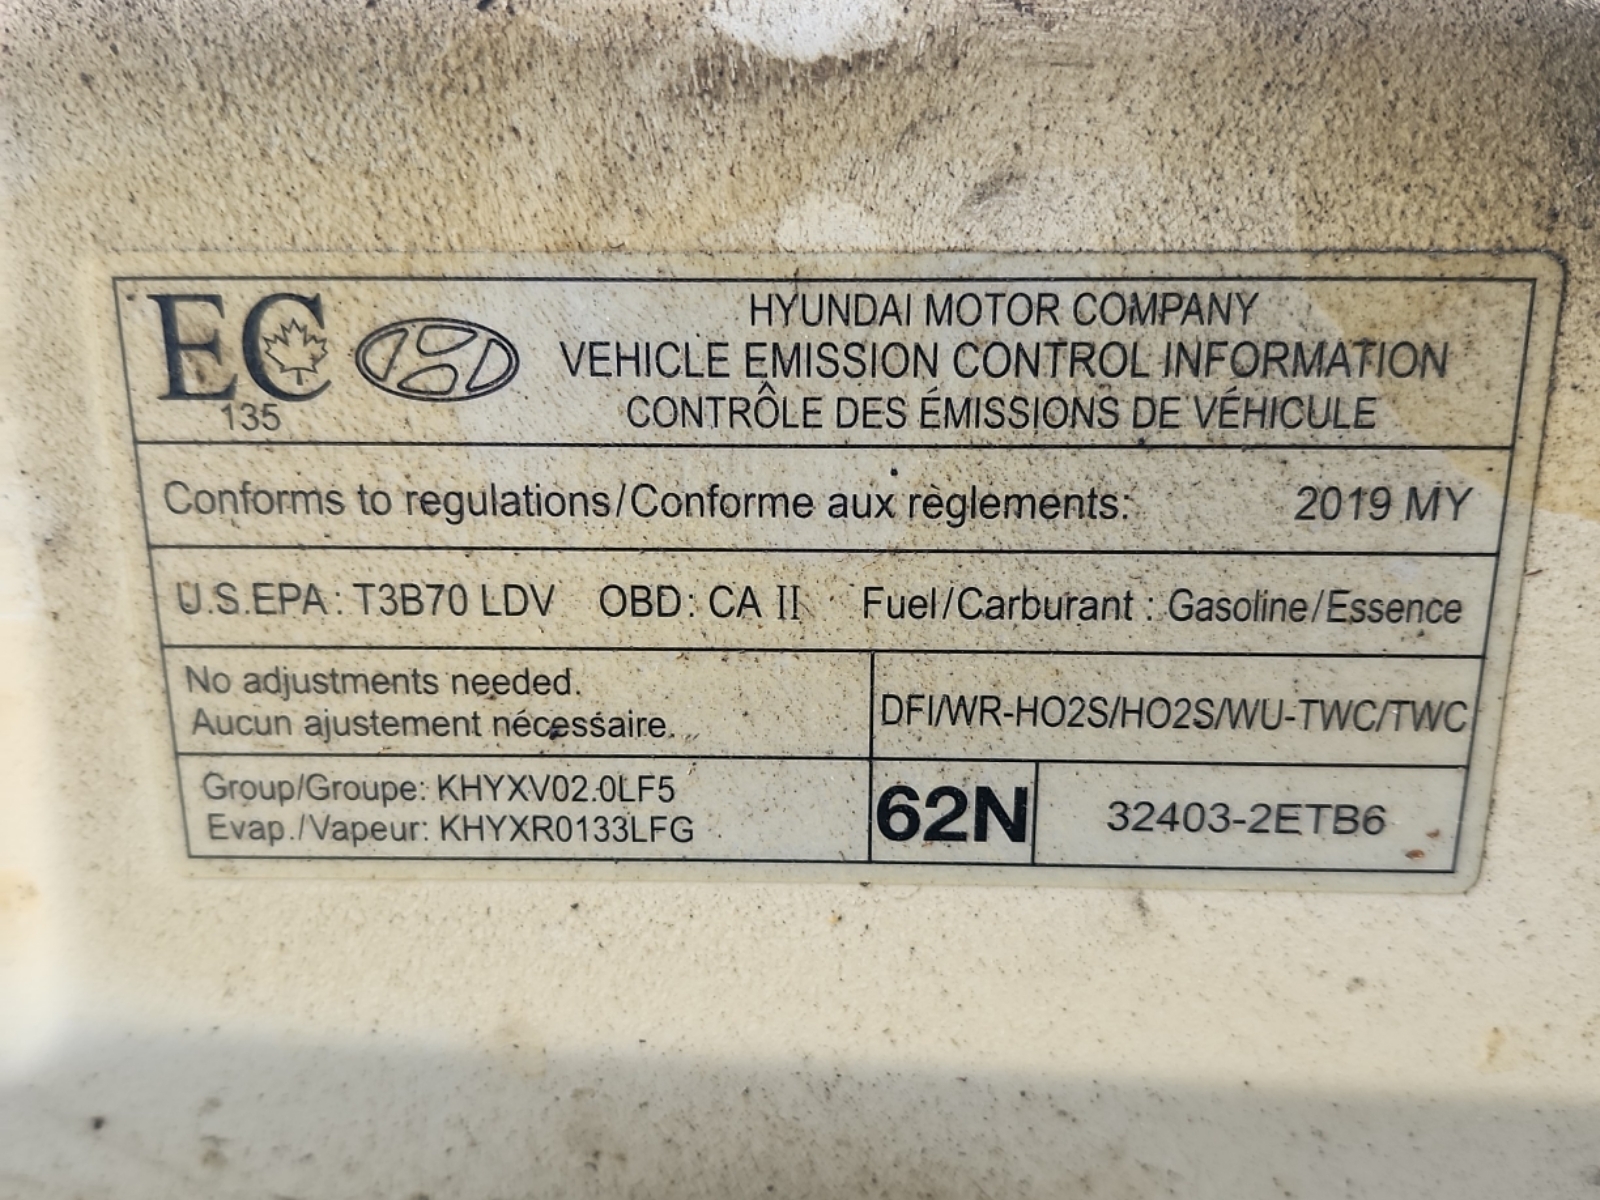 EC
135
HYUNDAI MOTOR COMPANY
VEHICLE EMISSION CONTROL INFORMATION
CONTRÔLE DES ÉMISSIONS DE VÉHICULE
Conforms to regulations/Conforme aux règlements: 2019 MY
U.S.EPA: T3B70 LDV OBD: CA II Fuel/Carburant : Gasoline/Essence
No adjustments needed.
Aucun ajustement nécessaire.
DFI/WR-HO2S/HO2S/WU-TWC/TWC
Group/Groupe: KHYXV02.0LF5
Evap./Vapeur: KHYXR0133LFG
62N
32403-2ETB6